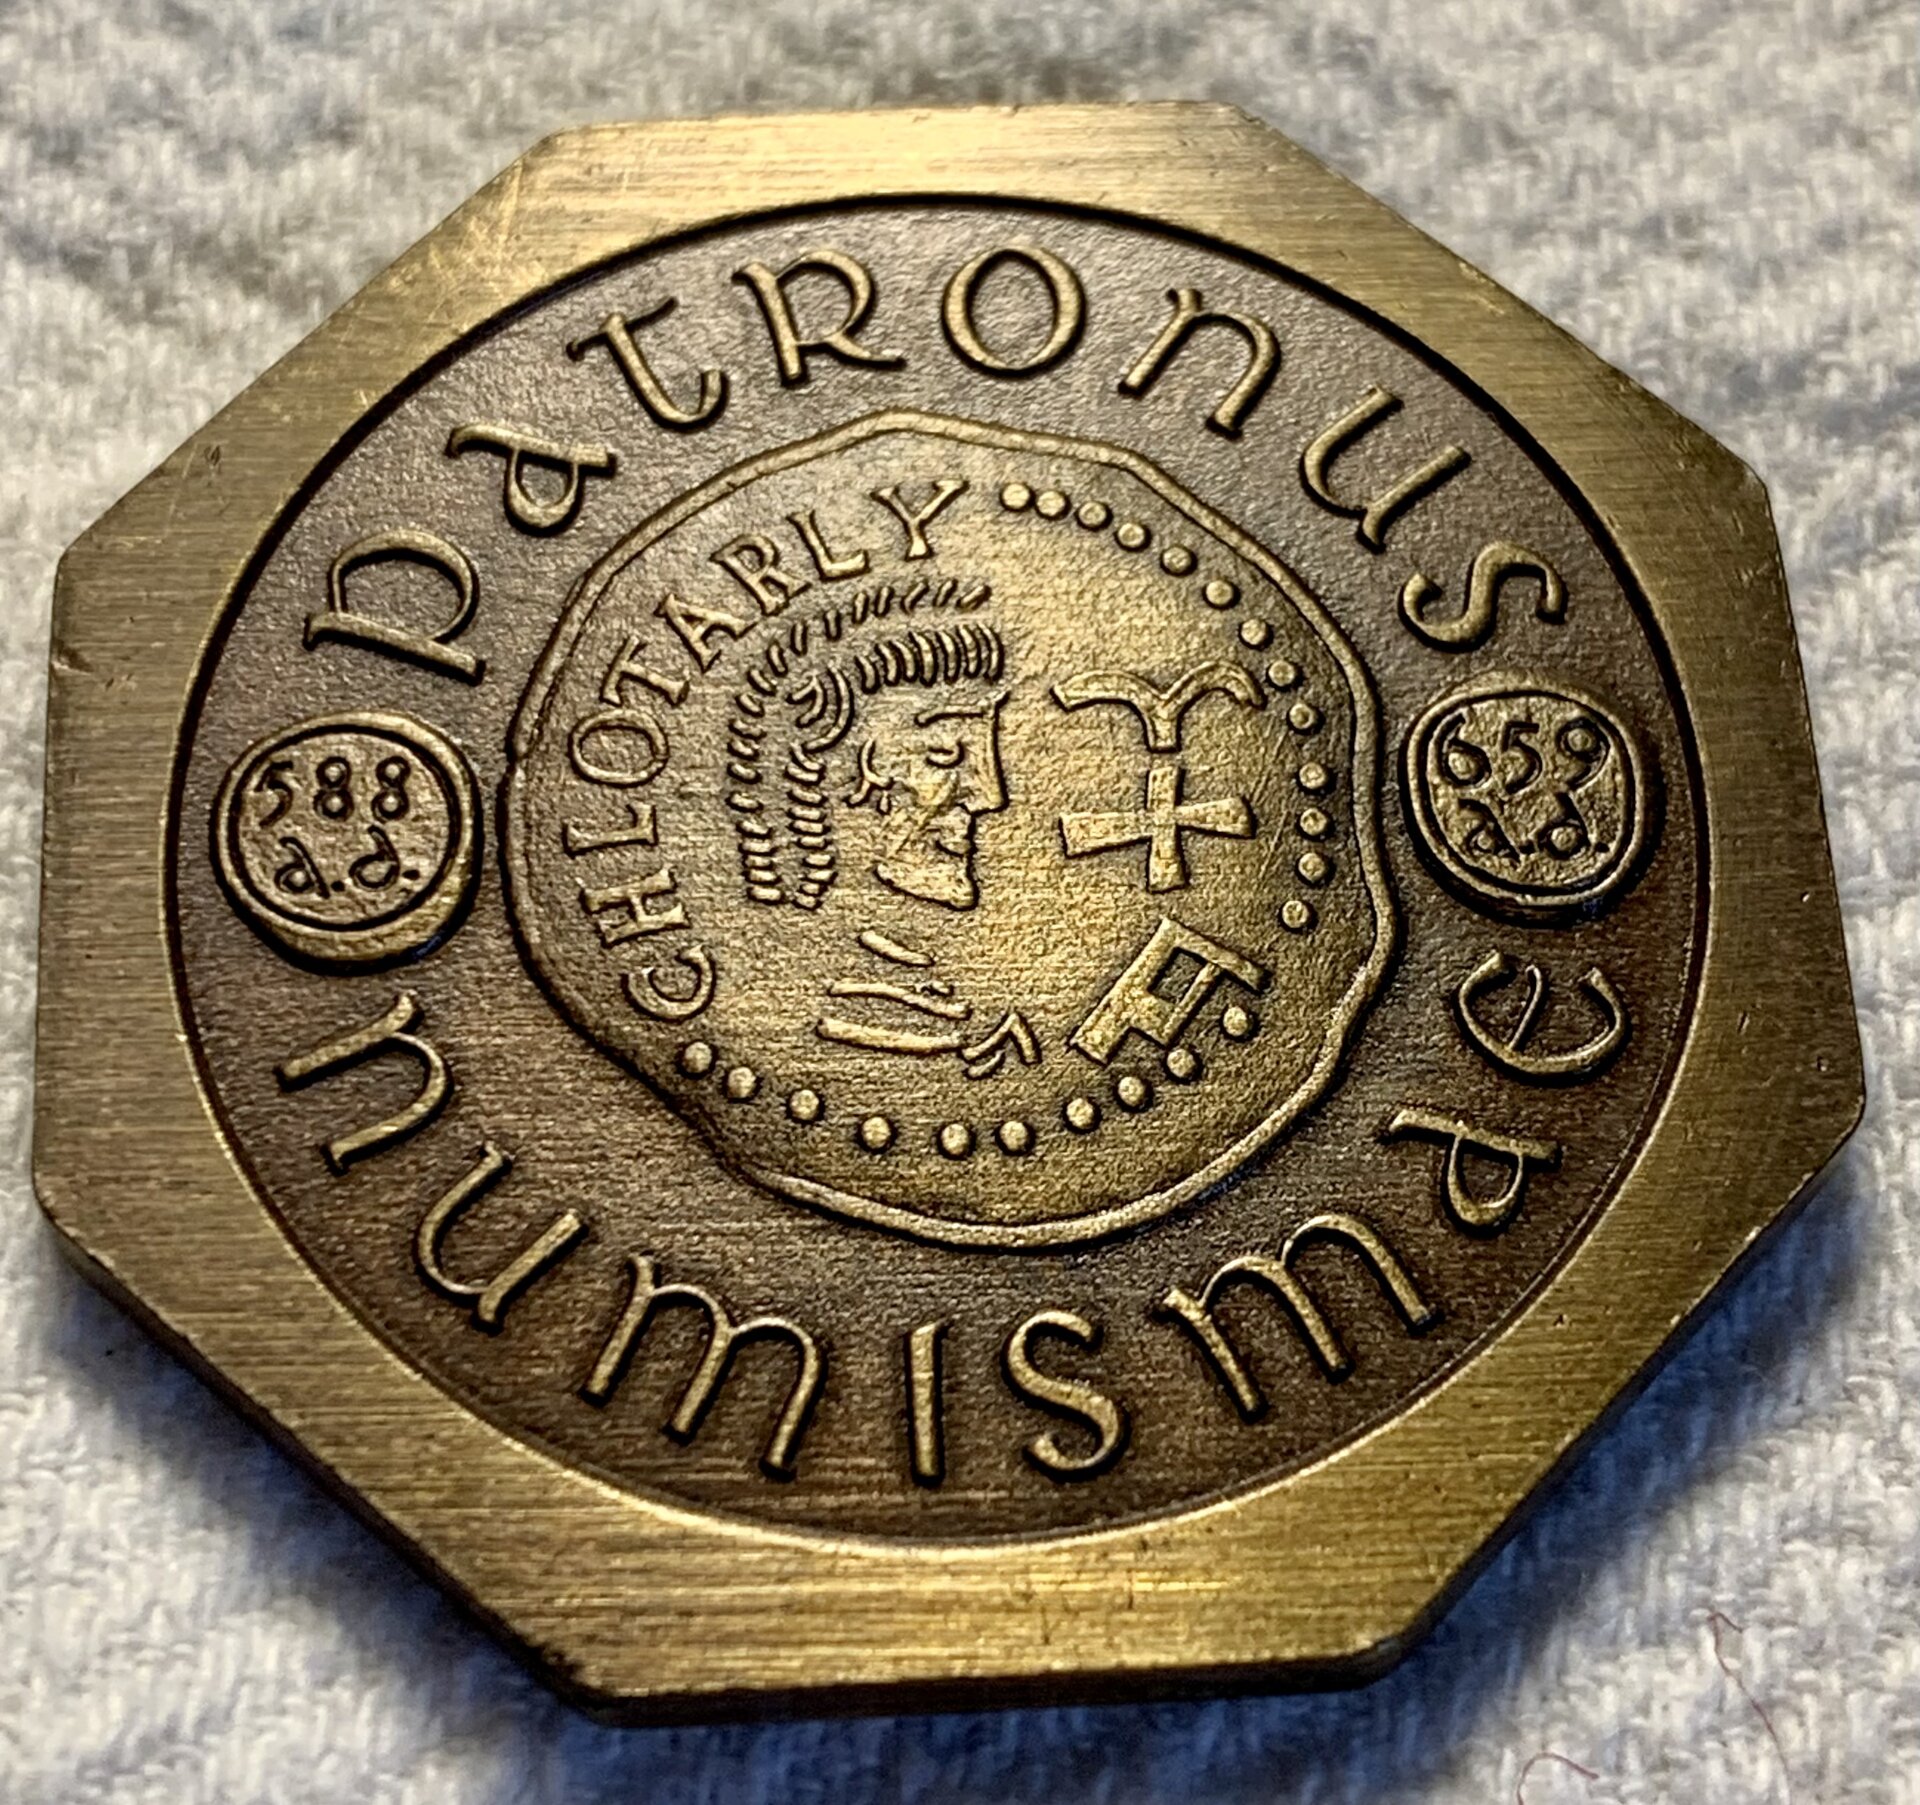 patronus
588
a.d.
659
a.d.
numismae
CHLOTARLY